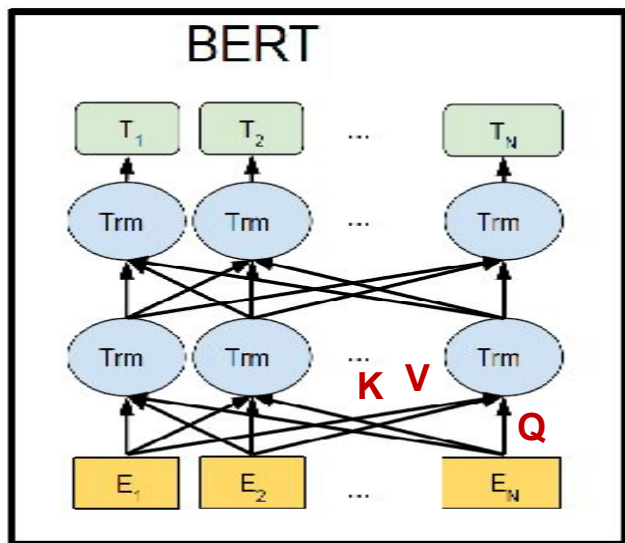 BERT
T1 T2 ... TN
Trm Trm ... Trm
Trm Trm ... Trm
K V
Q
E1 E2 ... EN